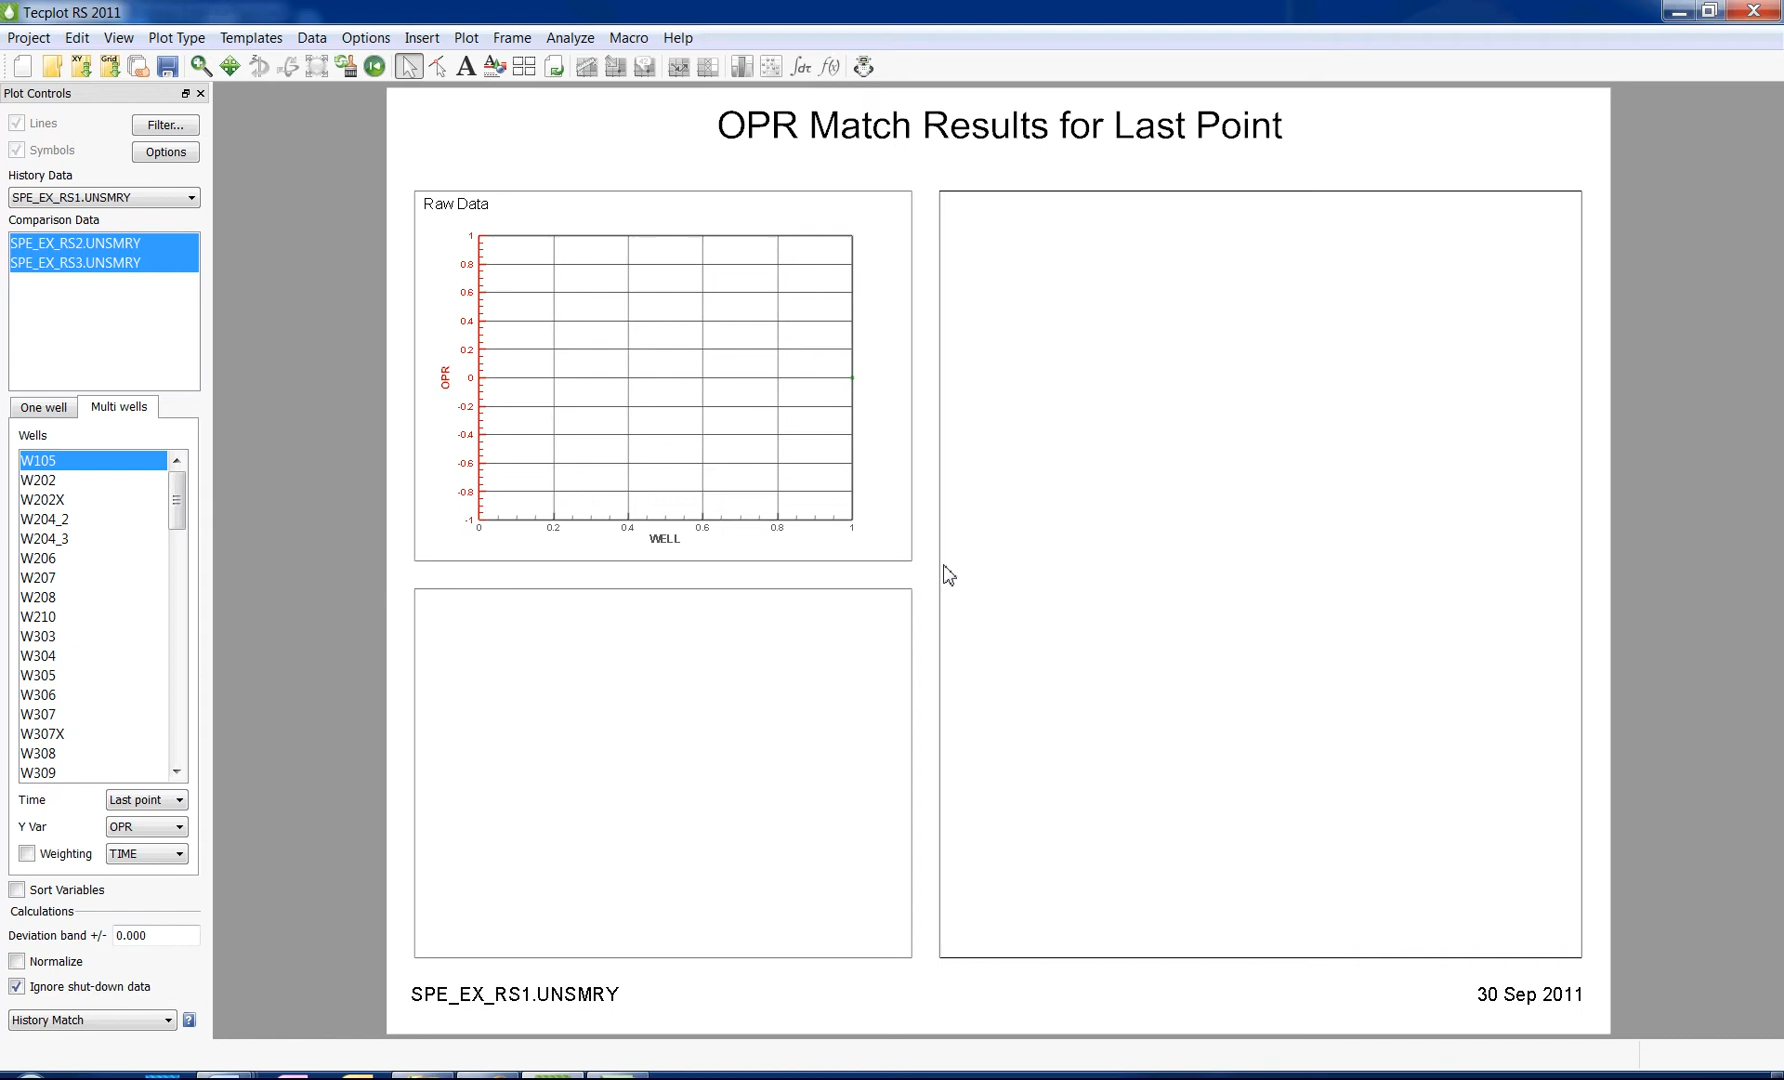 Tecplot RS 2011
Project Edit View Plot Type Templates Data Options Insert Plot Frame Analyze Macro Help
XY Grid A A ∫dτ f(x)
Plot Controls
Lines Filter...
Symbols Options
History Data
SPE_EX_RS1.UNSMRY
Comparison Data
SPE_EX_RS2.UNSMRY
SPE_EX_RS3.UNSMRY
One well Multi wells
Wells
W105
W202
W202X
W204_2
W204_3
W206
W207
W208
W210
W303
W304
W305
W306
W307
W307X
W308
W309
Time Last point
Y Var OPR
Weighting TIME
Sort Variables
Calculations
Deviation band +/- 0.000
Normalize
Ignore shut-down data
History Match ?
OPR Match Results for Last Point
Raw Data
1
0.8
0.6
0.4
0.2
0
-0.2
-0.4
-0.6
-0.8
-1
OPR
0 0.2 0.4 0.6 0.8 1
WELL
SPE_EX_RS1.UNSMRY 30 Sep 2011